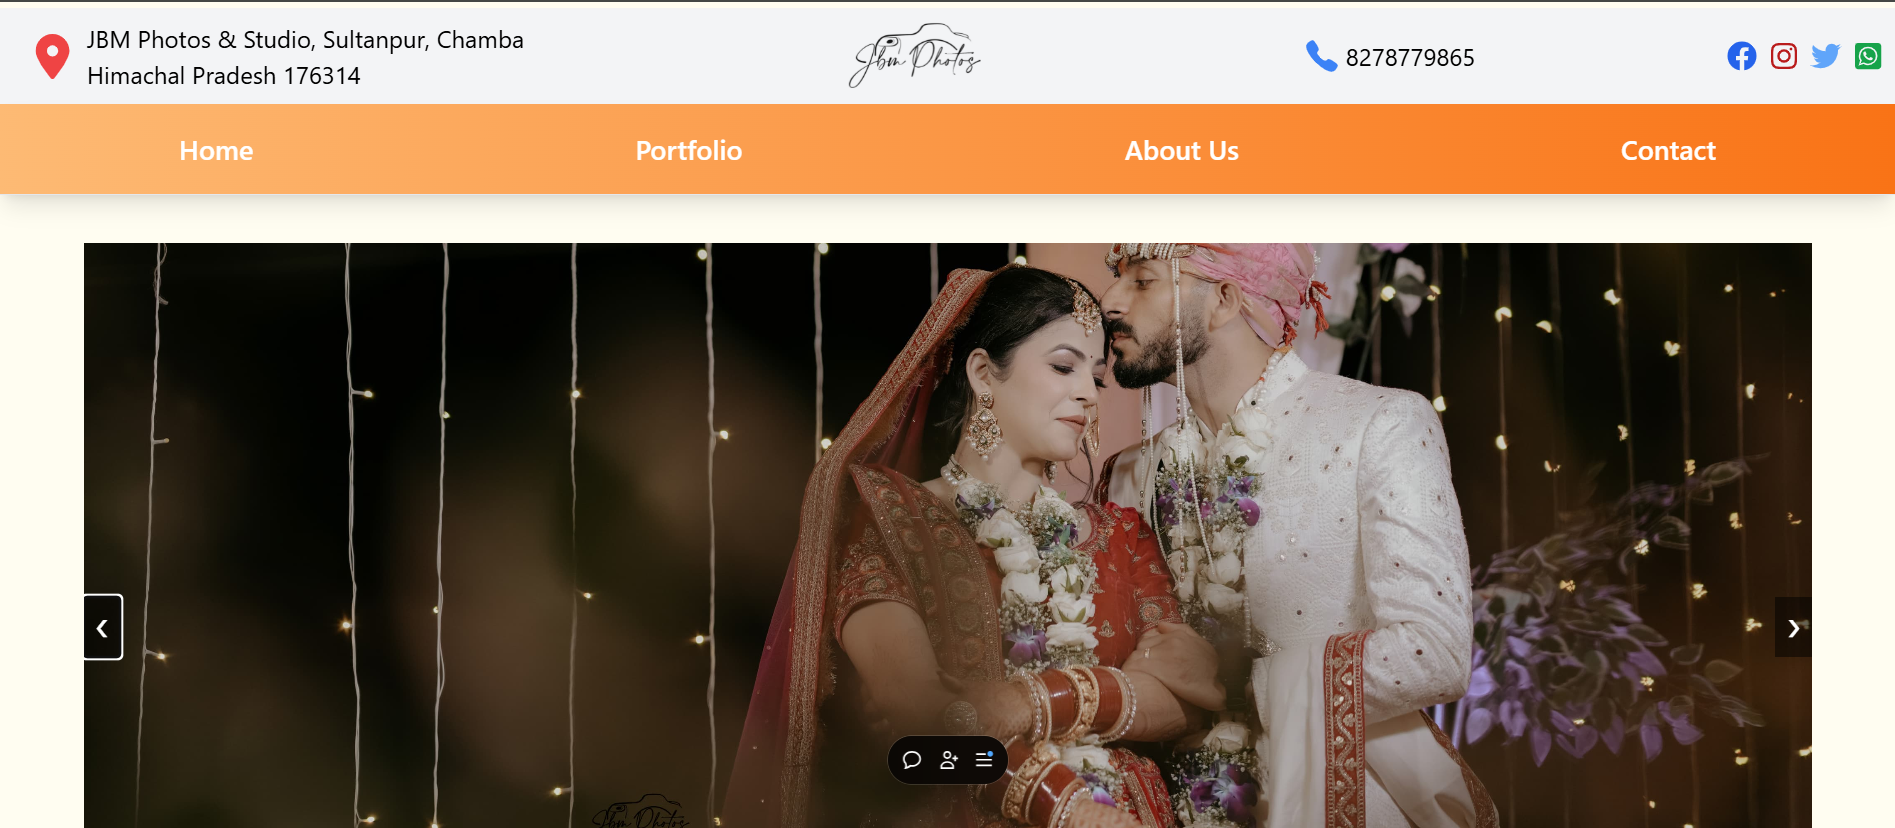 JBM Photos & Studio, Sultanpur, Chamba
Himachal Pradesh 176314
Jbm Photos
8278779865
Home
Portfolio
About Us
Contact
Jbm Photos